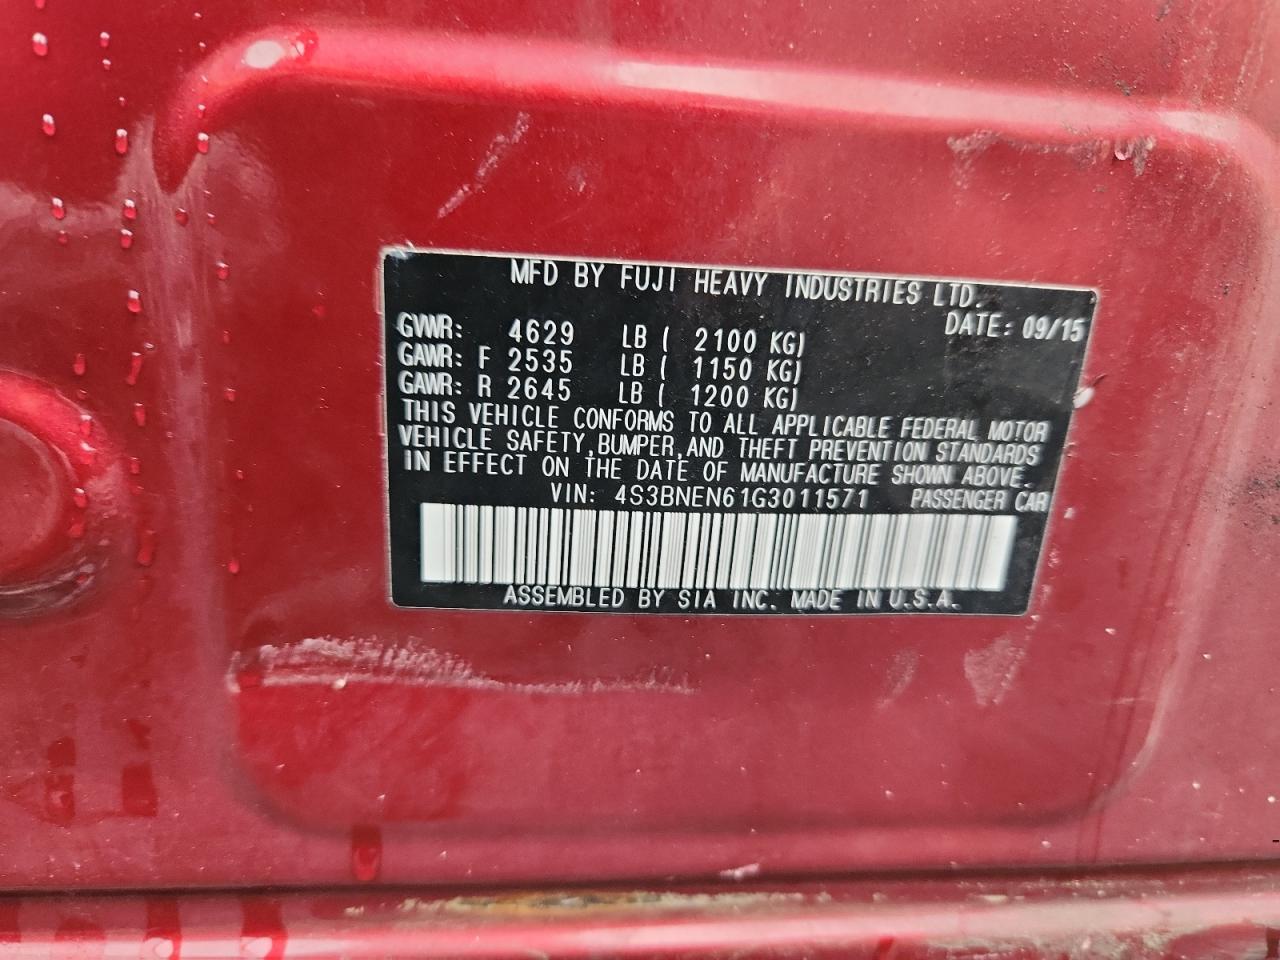 MFD BY FUJI HEAVY INDUSTRIES LTD.
DATE: 09/15
GVWR: 4629 LB ( 2100 KG)
GAWR: F 2535 LB ( 1150 KG)
GAWR: R 2645 LB ( 1200 KG)
THIS VEHICLE CONFORMS TO ALL APPLICABLE FEDERAL MOTOR
VEHICLE SAFETY, BUMPER, AND THEFT PREVENTION STANDARDS
IN EFFECT ON THE DATE OF MANUFACTURE SHOWN ABOVE.
VIN: 4S3BNEN61G3011571 PASSENGER CAR
ASSEMBLED BY SIA INC. MADE IN U.S.A.